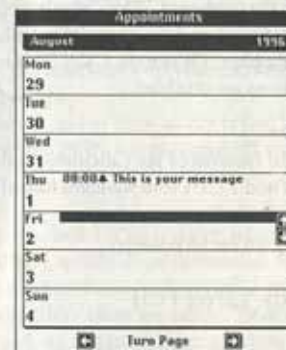 Appointments
August 1996
Mon
29
Tue
30
Wed
31
Thu 08:00 This is your message
1
Fri
2
Sat
3
Sun
4
Turn Page